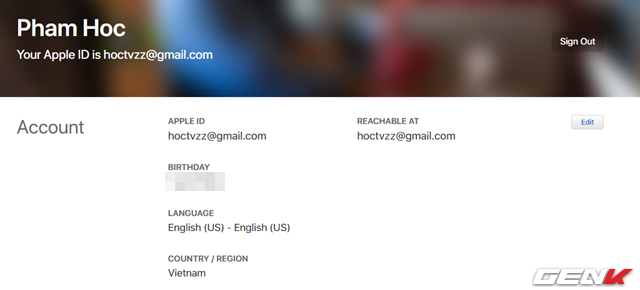 Pham Hoc
Your Apple ID is hoctvzz@gmail.com
Sign Out
Account
APPLE ID
hoctvzz@gmail.com
REACHABLE AT
hoctvzz@gmail.com
Edit
BIRTHDAY
LANGUAGE
English (US) - English (US)
COUNTRY / REGION
Vietnam
GENK